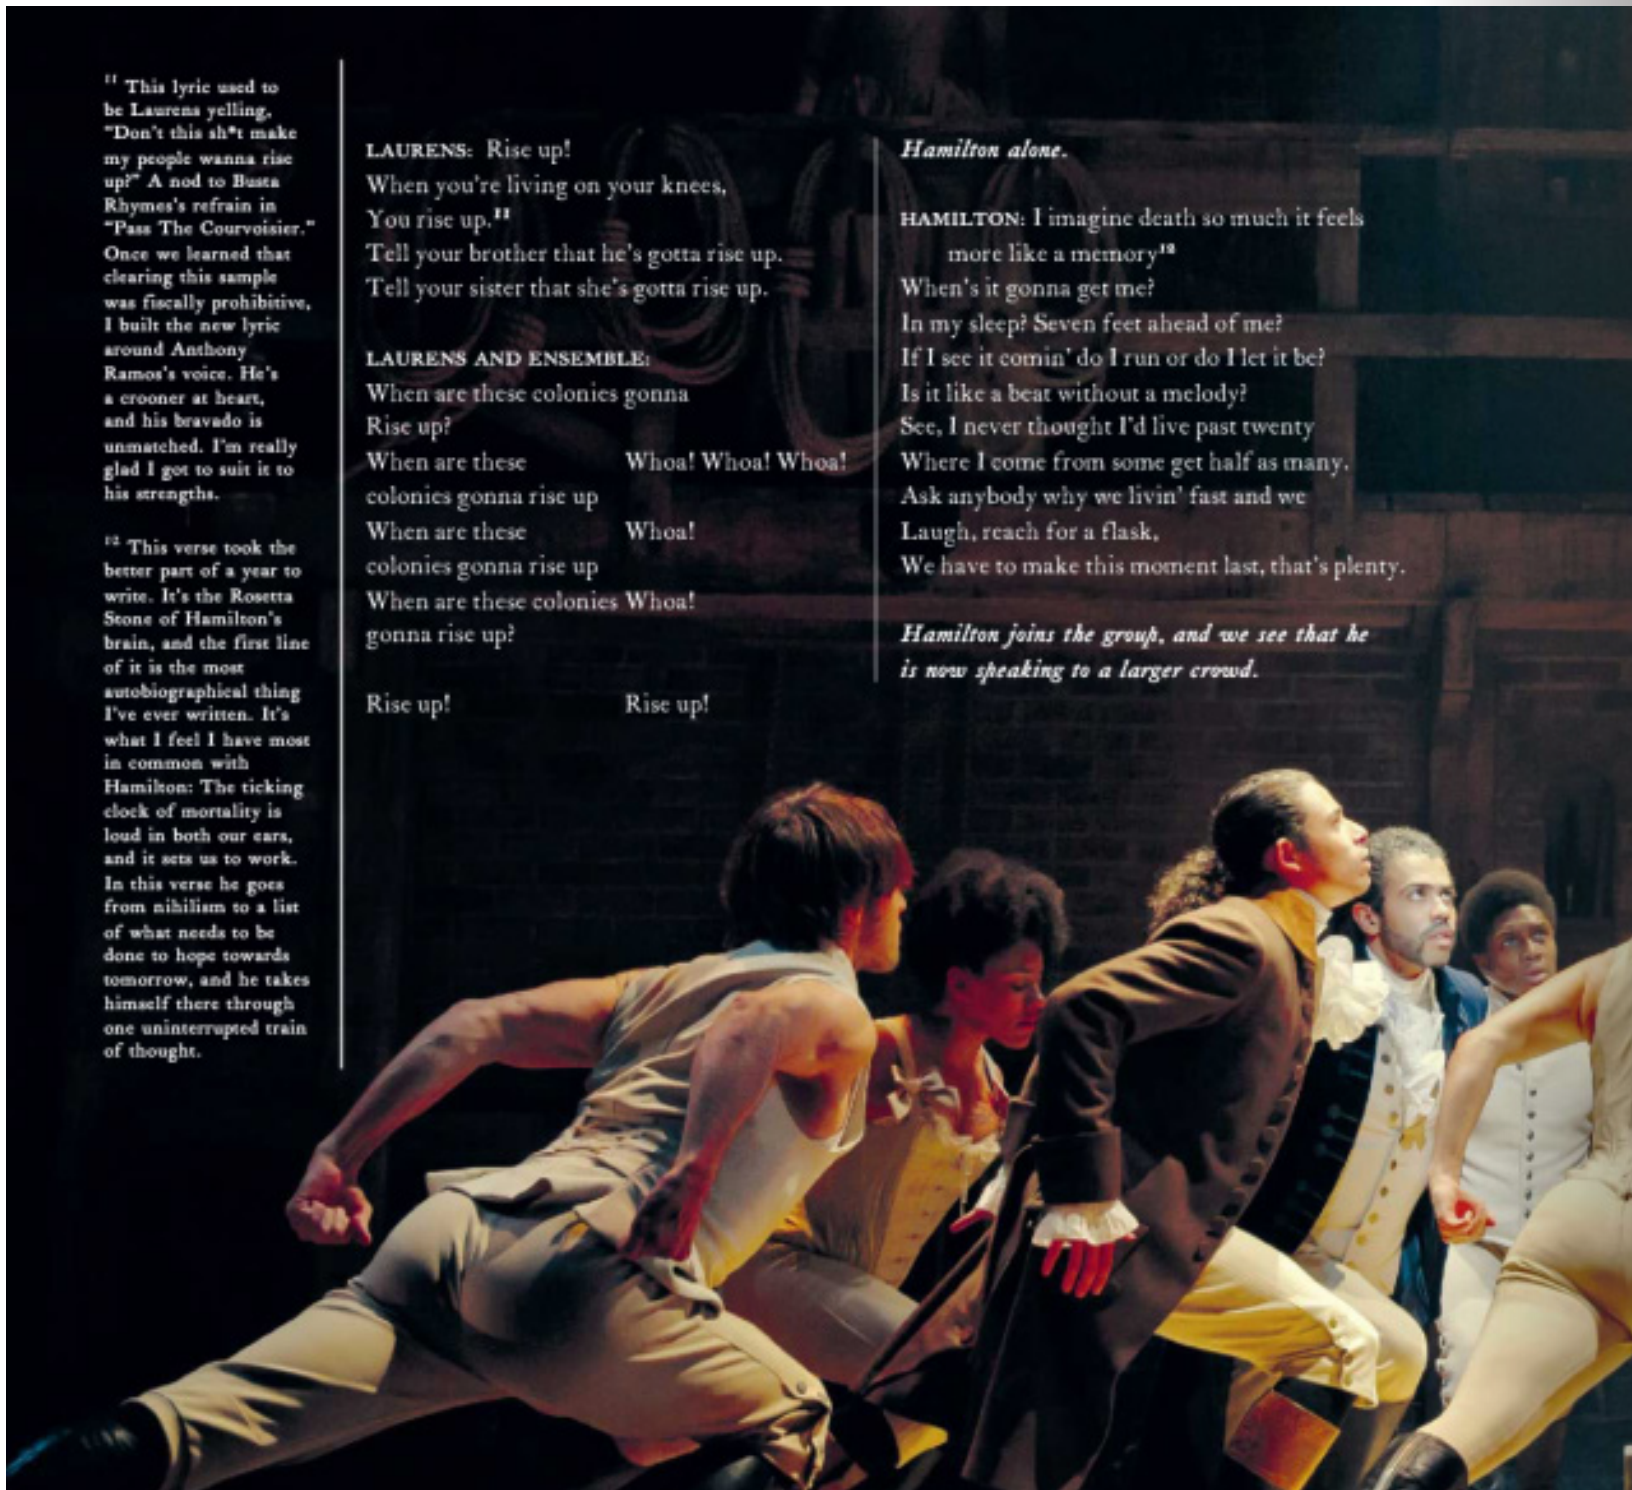 ¹¹ This lyric used to
be Laurens yelling,
"Don't this sh*t make
my people wanna rise
up?" A nod to Busta
Rhymes's refrain in
"Pass The Courvoisier."
Once we learned that
clearing this sample
was fiscally prohibitive,
I built the new lyric
around Anthony
Ramos's voice. He's
a crooner at heart,
and his bravado is
unmatched. I'm really
glad I got to suit it to
his strengths.
¹² This verse took the
better part of a year to
write. It's the Rosetta
Stone of Hamilton's
brain, and the first line
of it is the most
autobiographical thing
I've ever written. It's
what I feel I have most
in common with
Hamilton: The ticking
clock of mortality is
loud in both our ears,
and it sets us to work.
In this verse he goes
from nihilism to a list
of what needs to be
done to hope towards
tomorrow, and he takes
himself there through
one uninterrupted train
of thought.
LAURENS: Rise up!
When you're living on your knees,
You rise up.¹¹
Tell your brother that he's gotta rise up.
Tell your sister that she's gotta rise up.
LAURENS AND ENSEMBLE:
When are these colonies gonna
Rise up?
When are these Whoa! Whoa! Whoa!
colonies gonna rise up
When are these Whoa!
colonies gonna rise up
When are these colonies Whoa!
gonna rise up?
Rise up! Rise up!
Hamilton alone.
HAMILTON: I imagine death so much it feels
more like a memory¹²
When's it gonna get me?
In my sleep? Seven feet ahead of me?
If I see it comin' do I run or do I let it be?
Is it like a beat without a melody?
See, I never thought I'd live past twenty
Where I come from some get half as many.
Ask anybody why we livin' fast and we
Laugh, reach for a flask,
We have to make this moment last, that's plenty.
Hamilton joins the group, and we see that he
is now speaking to a larger crowd.